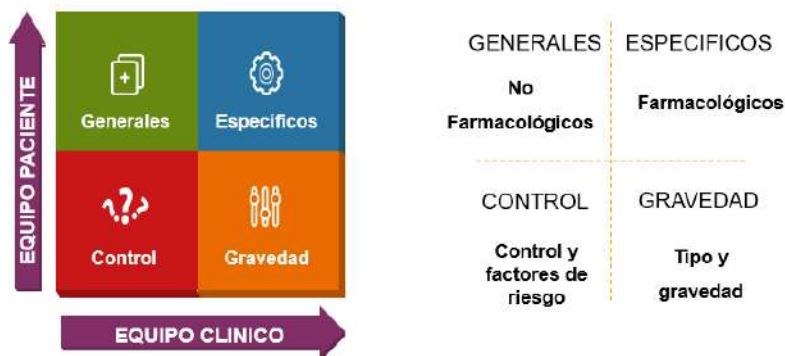 EQUIPO PACIENTE
Generales
Específicos
Control
Gravedad
EQUIPO CLINICO
GENERALES
ESPECIFICOS
No
Farmacológicos
Farmacológicos
CONTROL
GRAVEDAD
Control y
factores de
riesgo
Tipo y
gravedad